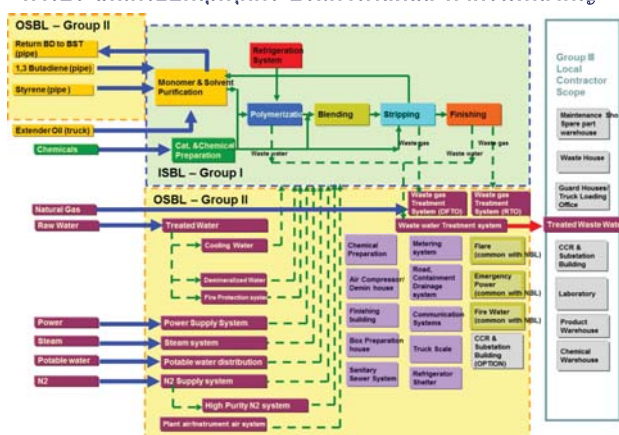 OSBL – Group II
Return BD to BST
(pipe)
1,3 Butadiene (pipe)
Styrene (pipe)
Extender Oil (truck)
Chemicals
Monomer & Solvent
Purification
Refrigeration
System
Polymerization
Blending
Stripping
Finishing
Cat. &Chemical
Preparation
Waste water
Waste gas
Waste water
Waste gas
ISBL – Group I
OSBL – Group II
Natural Gas
Raw Water
Treated Water
Cooling Water
Demineralized Water
Fire Protection system
Power
Power Supply System
Steam
Steam system
Potable water
Potable water distribution
N2
N2 Supply system
High Purity N2 system
Plant air/Instrument air system
Waste gas
Treatment
System (DFTO)
Waste gas
Treatment
System (RTO)
Waste water Treatment system
Treated Waste Wate
Chemical
Preparation
Metering
system
Flare
(common with NBL)
Air Compressor/
Demin house
Road,
Containment
Drainage
system
Emergency
Power
(common with NBL)
Finishing
building
Communication
Systems
Fire Water
(common with NBL)
Box Preparation
house
Truck Scale
CCR &
Substation
Building
(OPTION)
Sanitary
Sewer System
Refrigerator
Shelter
Group III
Local
Contractor
Scope
Maintenance Sho
Spare part
warehouse
Waste House
Guard Houses/
Truck Loading
Office
CCR &
Substation
Building
Laboratory
Product
Warehouse
Chemical
Warehouse